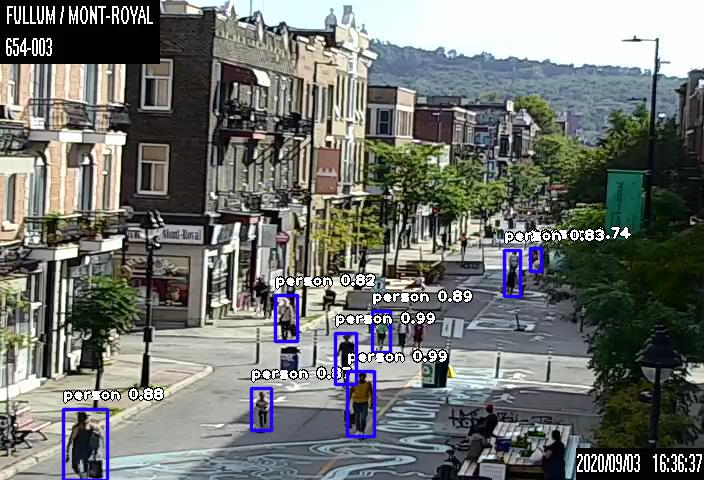 FULLUM / MONT-ROYAL
654-003
Mont-Royal
person 0.83
.74
person 0.82
person 0.89
person 0.99
person 0.99
person 0.8
person 0.88
2020/09/03 16:36:37